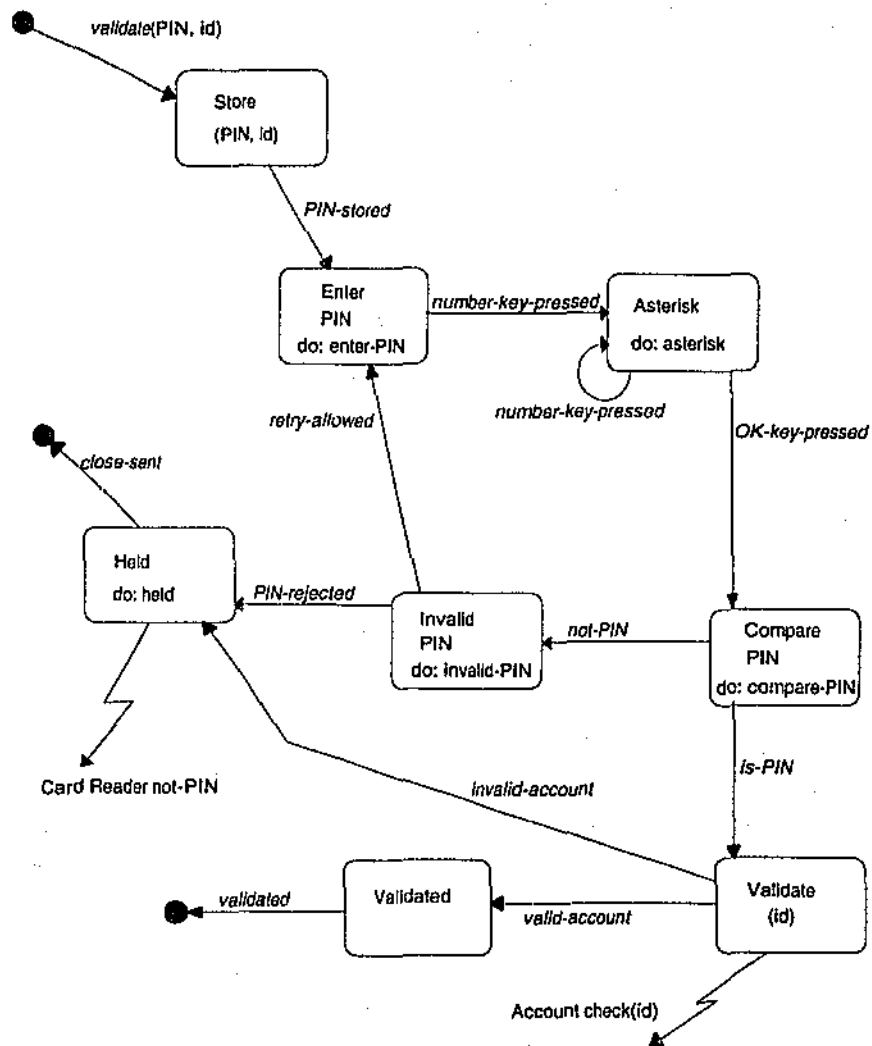 validate(PIN, id)
Store
(PIN, id)
PIN-stored
Enter
PIN
do: enter-PIN
number-key-pressed
Asterisk
do: asterisk
number-key-pressed
retry-allowed
OK-key-pressed
close-sent
Held
do: held
PIN-rejected
Invalid
PIN
do: invalid-PIN
not-PIN
Compare
PIN
do: compare-PIN
Card Reader not-PIN
is-PIN
invalid-account
Validate
(id)
validated
Validated
valid-account
Account check(id)